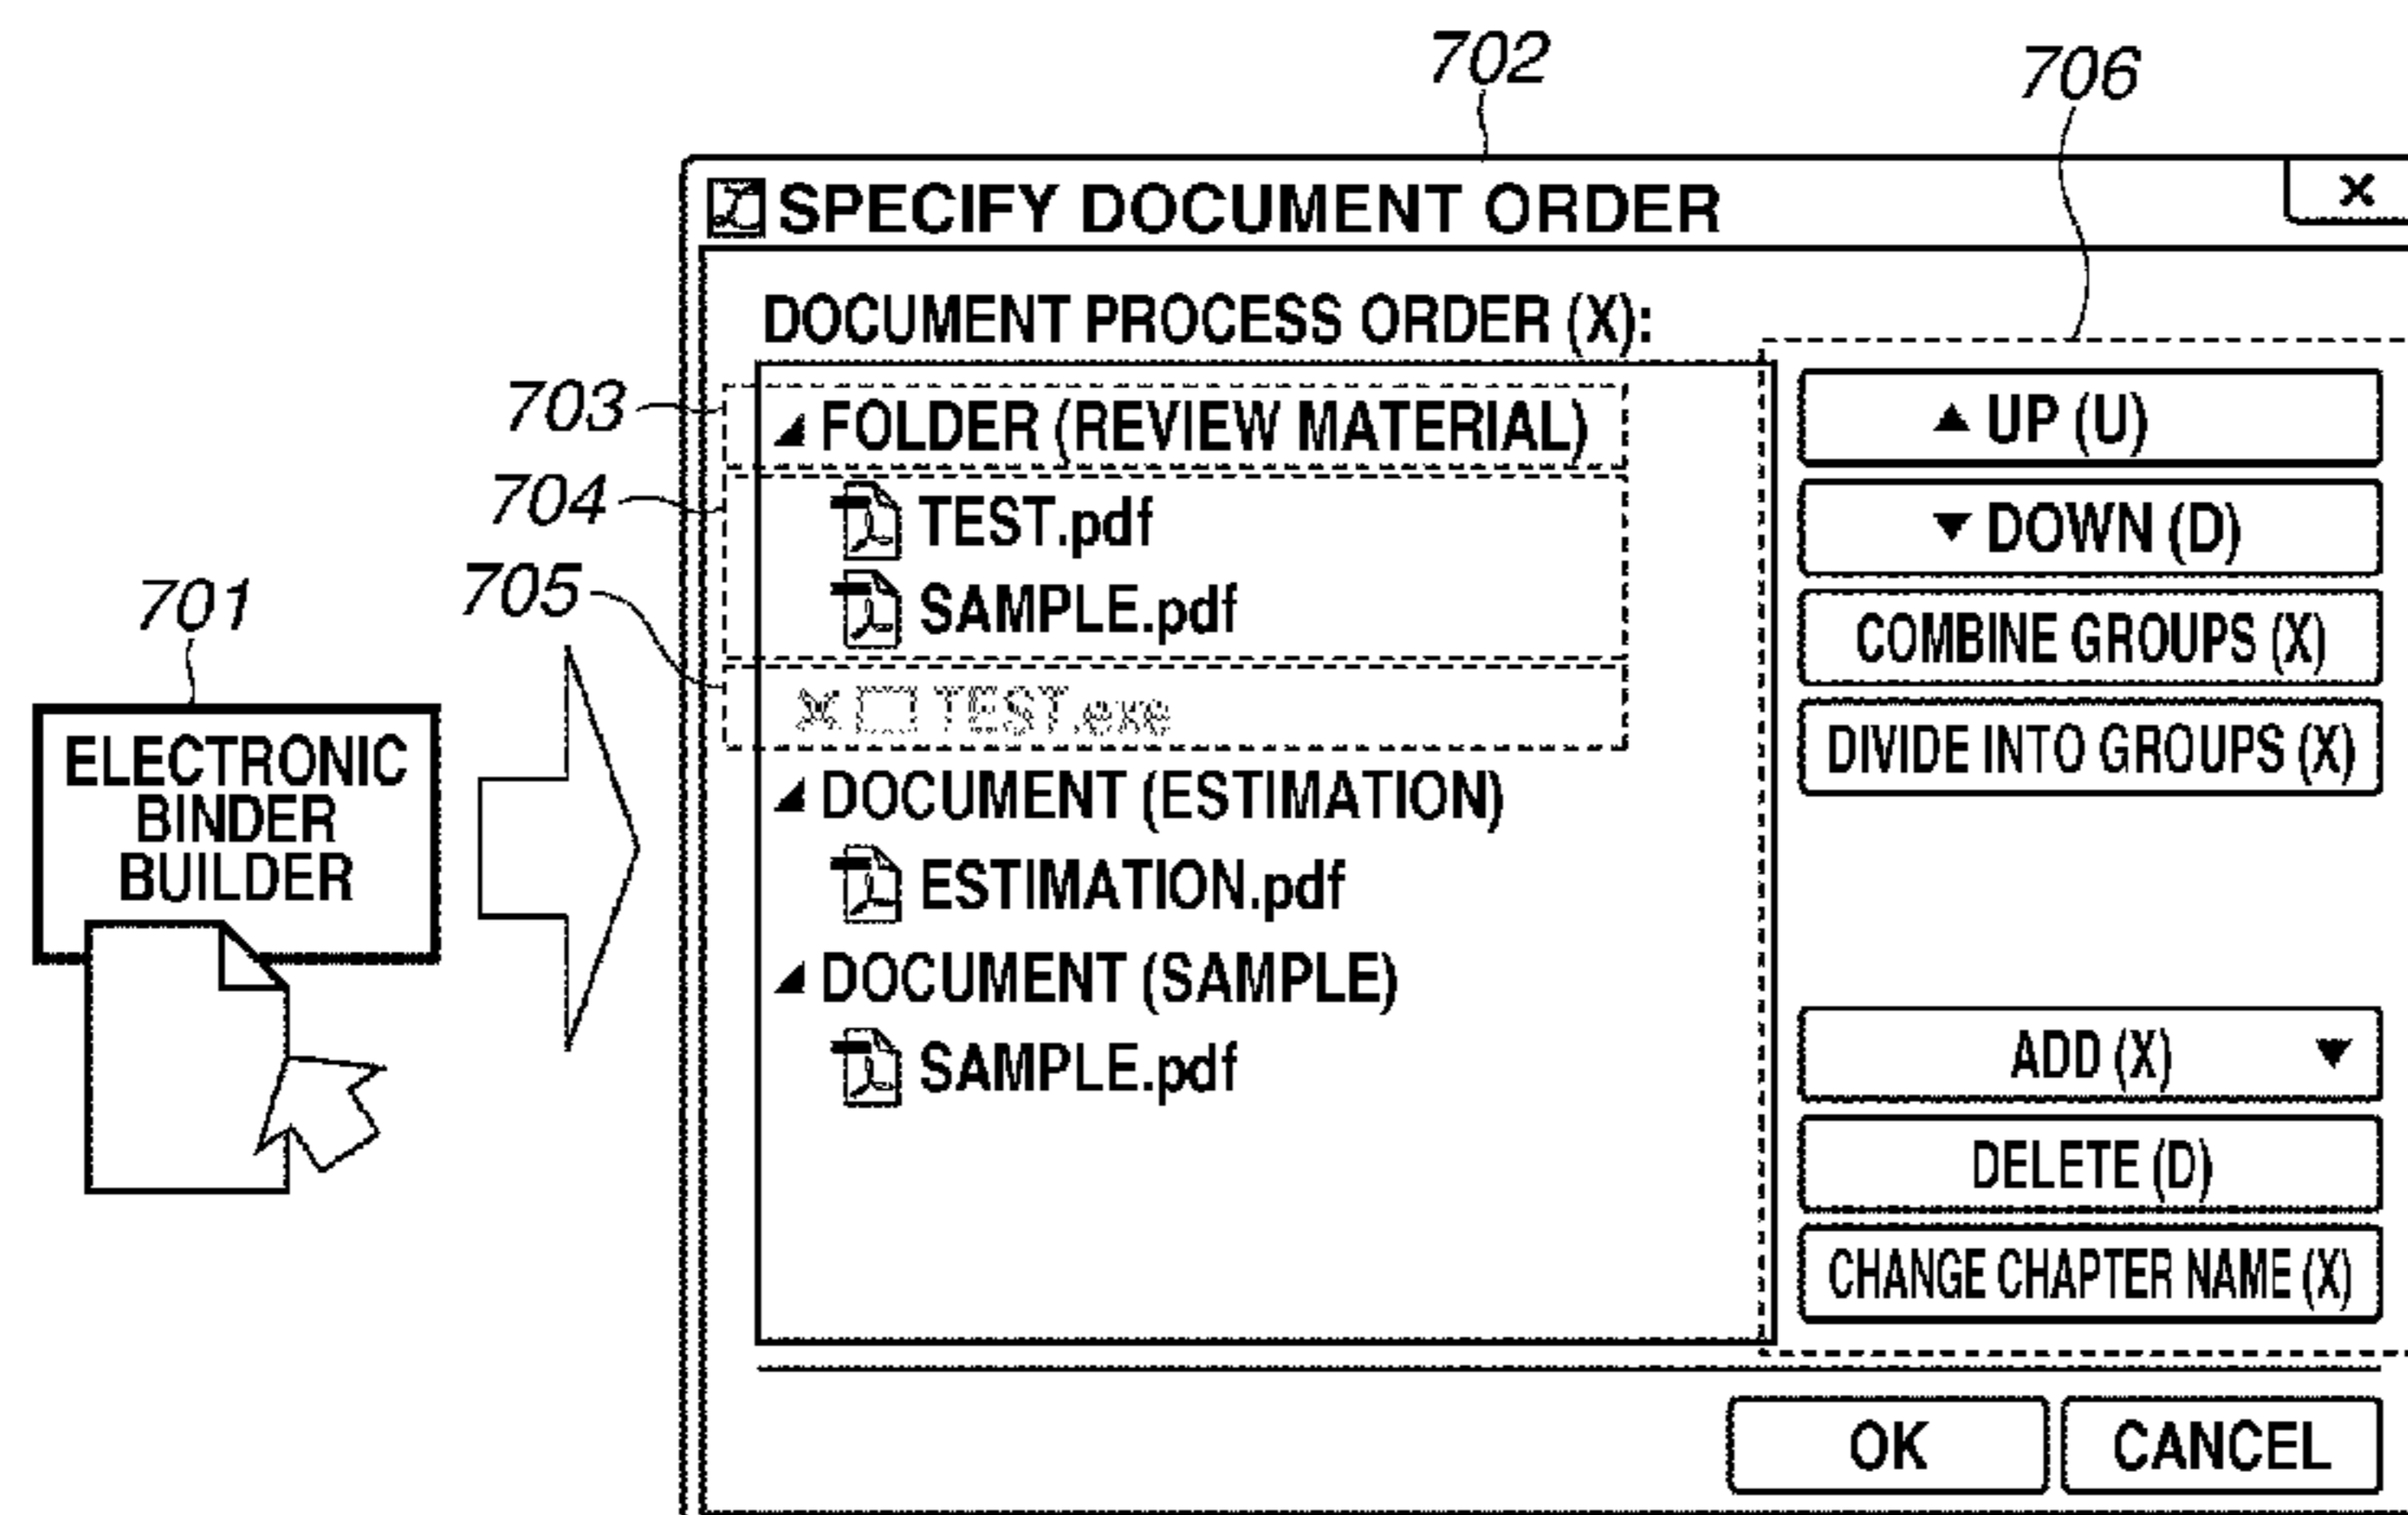 702
706
SPECIFY DOCUMENT ORDER
×
DOCUMENT PROCESS ORDER (X):
703
FOLDER (REVIEW MATERIAL)
▲ UP (U)
704
TEST.pdf
▼ DOWN (D)
705
SAMPLE.pdf
COMBINE GROUPS (X)
701
TEST.exe
DIVIDE INTO GROUPS (X)
ELECTRONIC
BINDER
BUILDER
DOCUMENT (ESTIMATION)
ESTIMATION.pdf
DOCUMENT (SAMPLE)
SAMPLE.pdf
ADD (X) ▼
DELETE (D)
CHANGE CHAPTER NAME (X)
OK
CANCEL